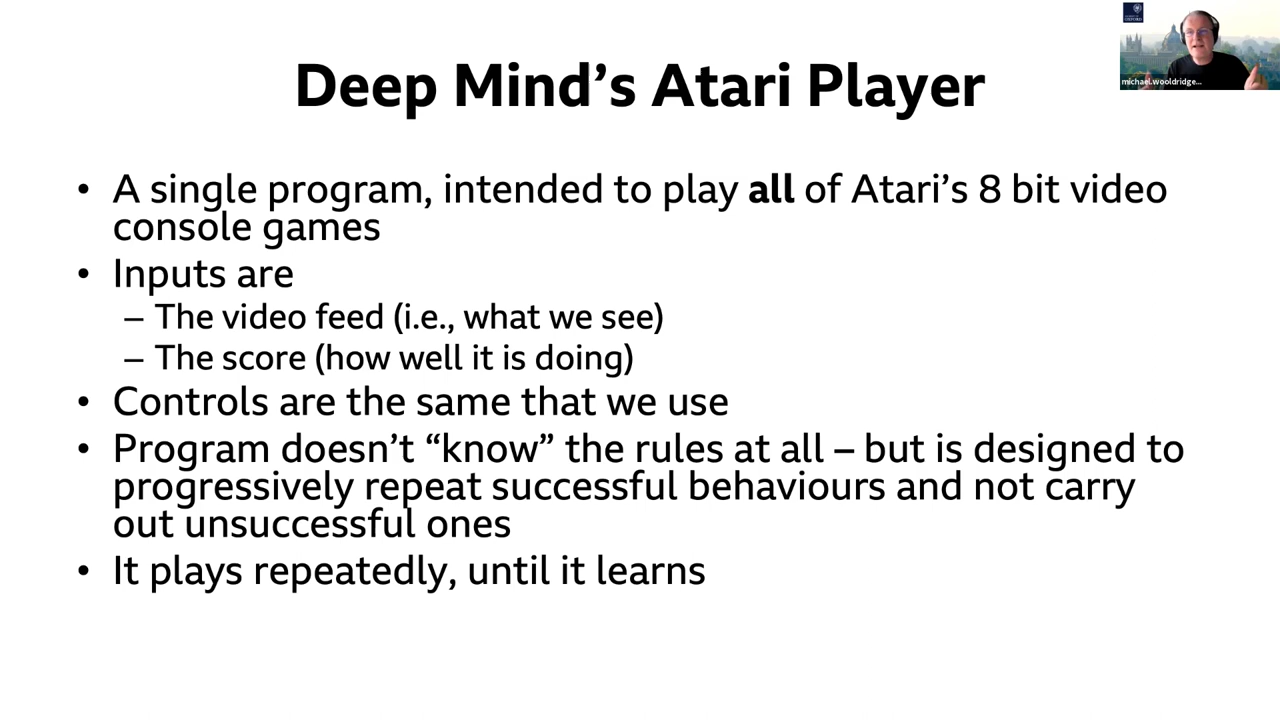 Deep Mind’s Atari Player
• A single program, intended to play all of Atari’s 8 bit video
console games
• Inputs are
– The video feed (i.e., what we see)
– The score (how well it is doing)
• Controls are the same that we use
• Program doesn’t “know” the rules at all – but is designed to
progressively repeat successful behaviours and not carry
out unsuccessful ones
• It plays repeatedly, until it learns
OXFORD
michael.wooldridge...